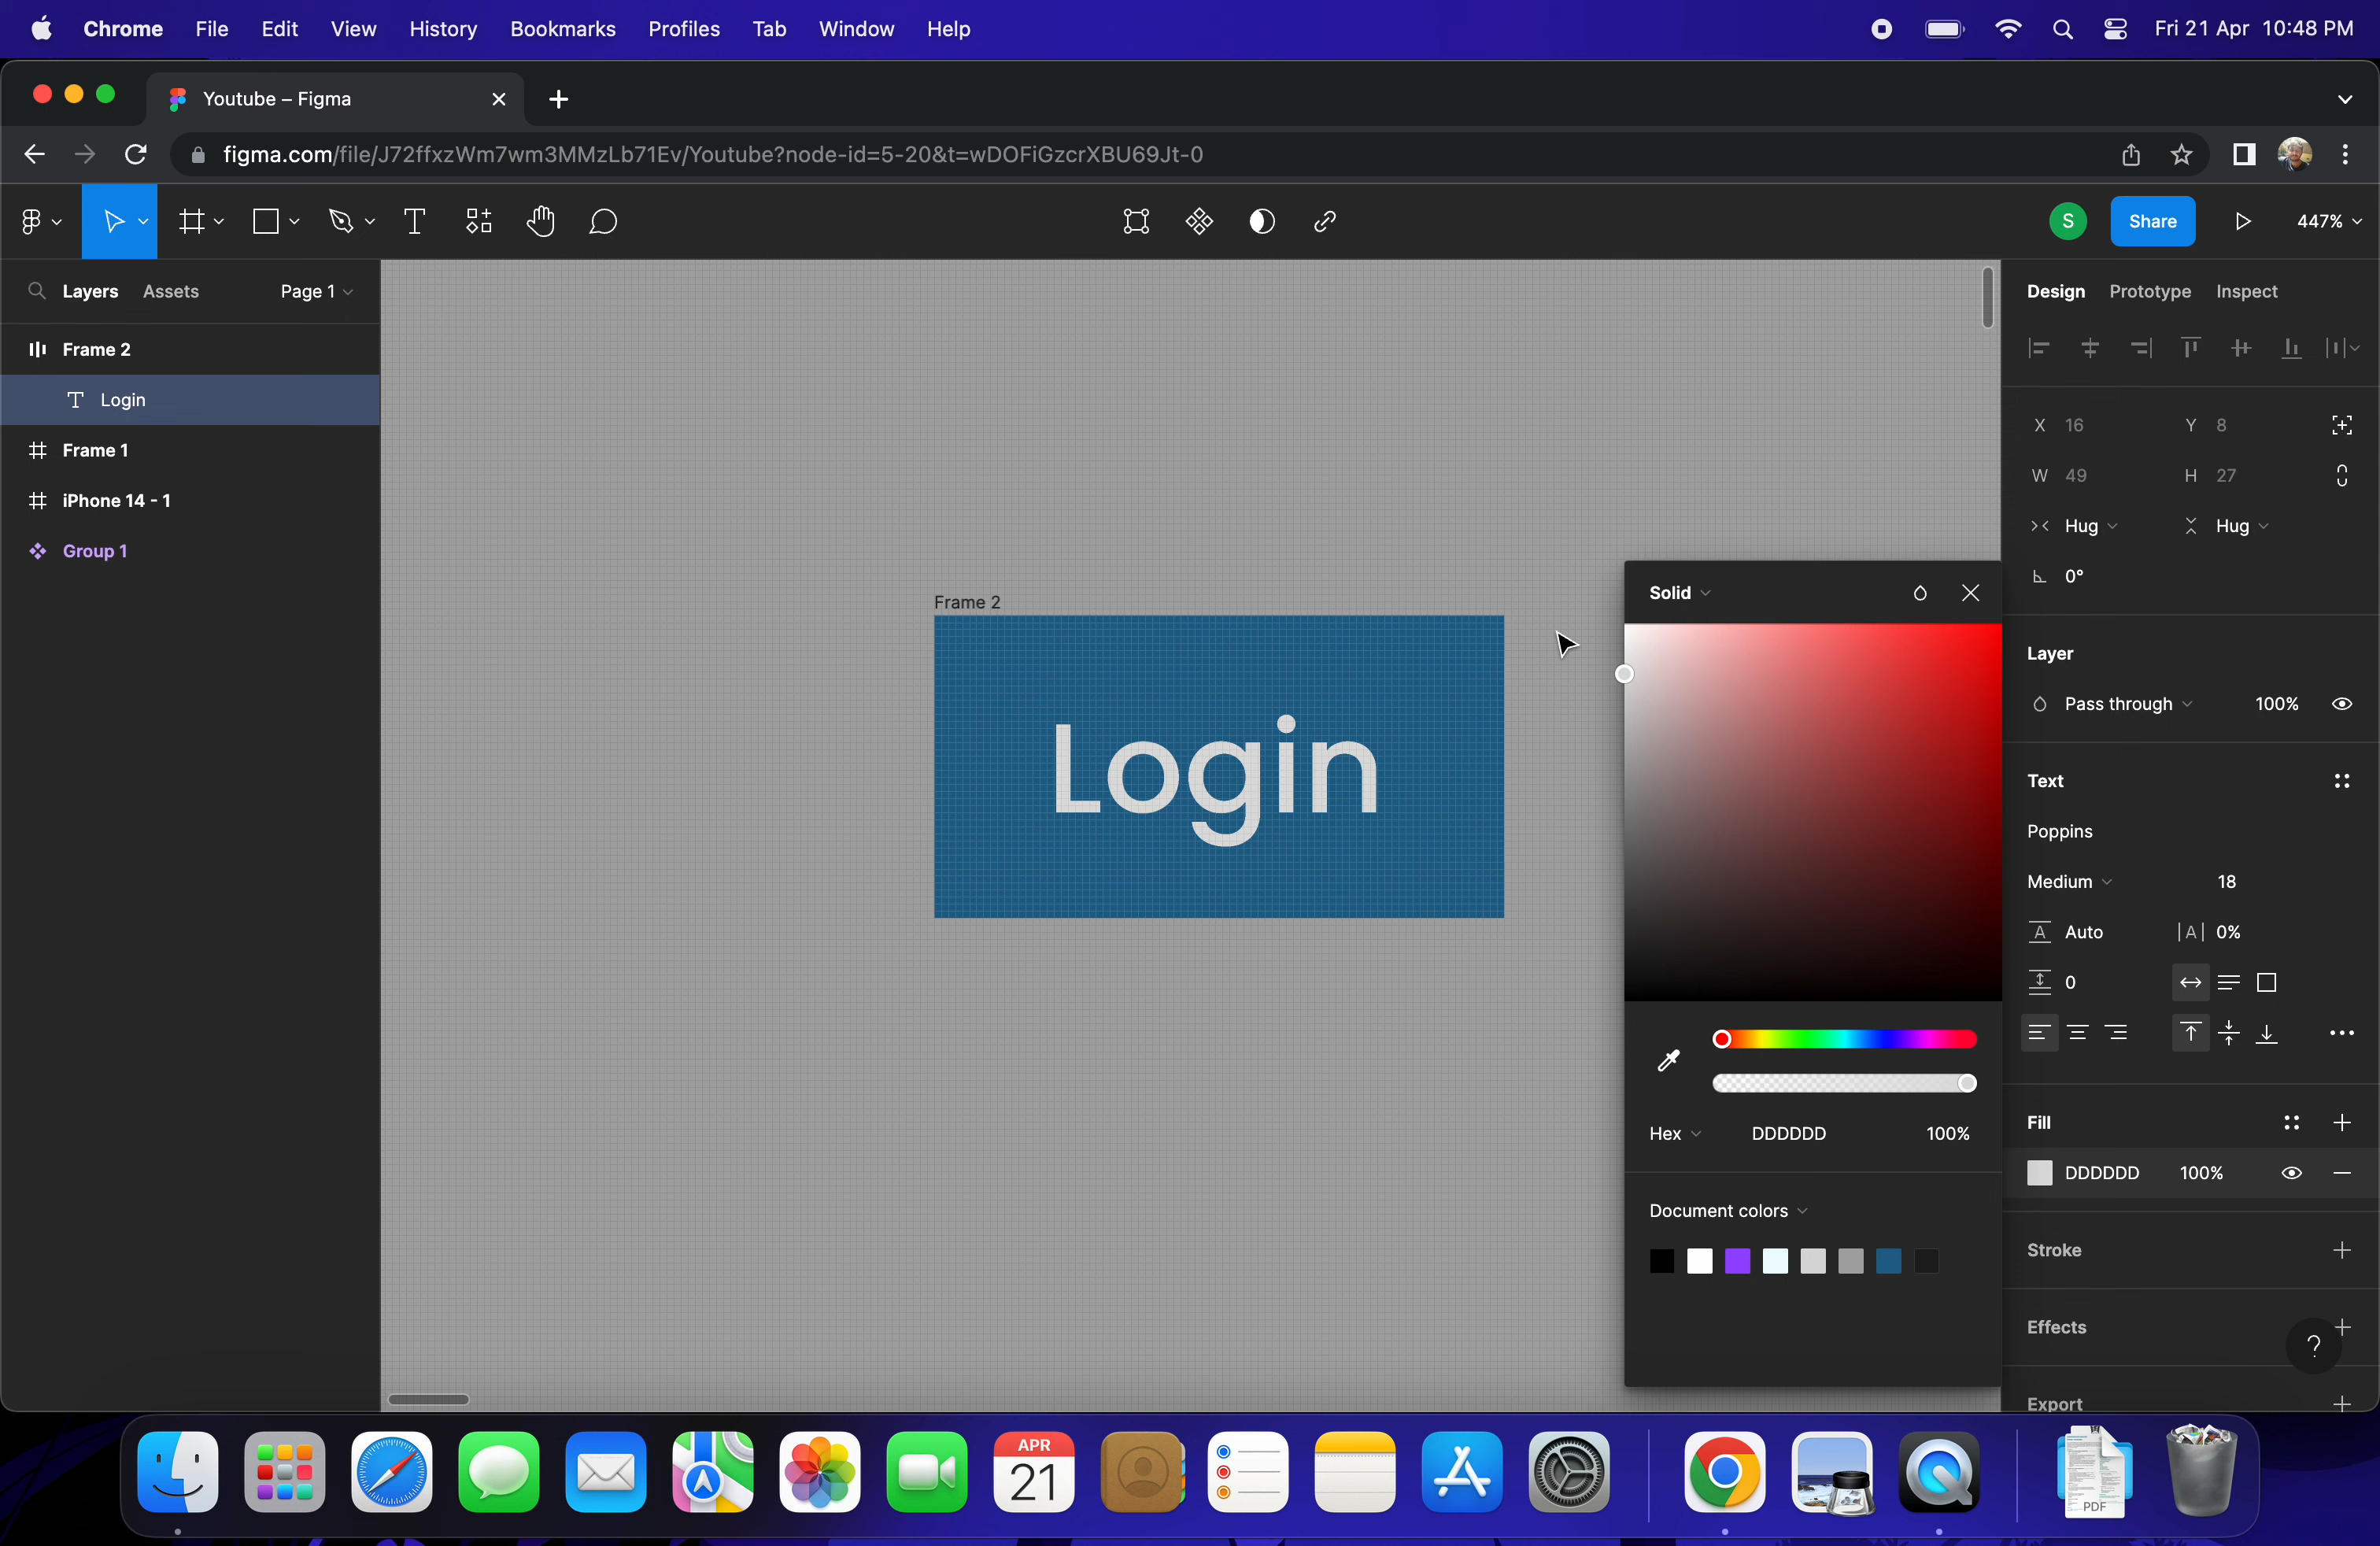 Chrome File Edit View History Bookmarks Profiles Tab Window Help Fri 21 Apr 10:48 PM
Youtube – Figma
figma.com/file/J72ffxzWm7wm3MMzLb71Ev/Youtube?node-id=5-20&t=wDOFiGzcrXBU69Jt-0
S Share 447%
Layers Assets Page 1
Design Prototype Inspect
Frame 2
Login
Frame 1
iPhone 14 - 1
Group 1
Frame 2
Login
Solid
Hex DDDDDD 100%
Document colors
X 16 Y 8
W 49 H 27
Hug Hug
0°
Layer
Pass through 100%
Text
Poppins
Medium 18
A Auto |A| 0%
0
Fill
DDDDDD 100%
Stroke
Effects
?
Export
APR
21
PDF